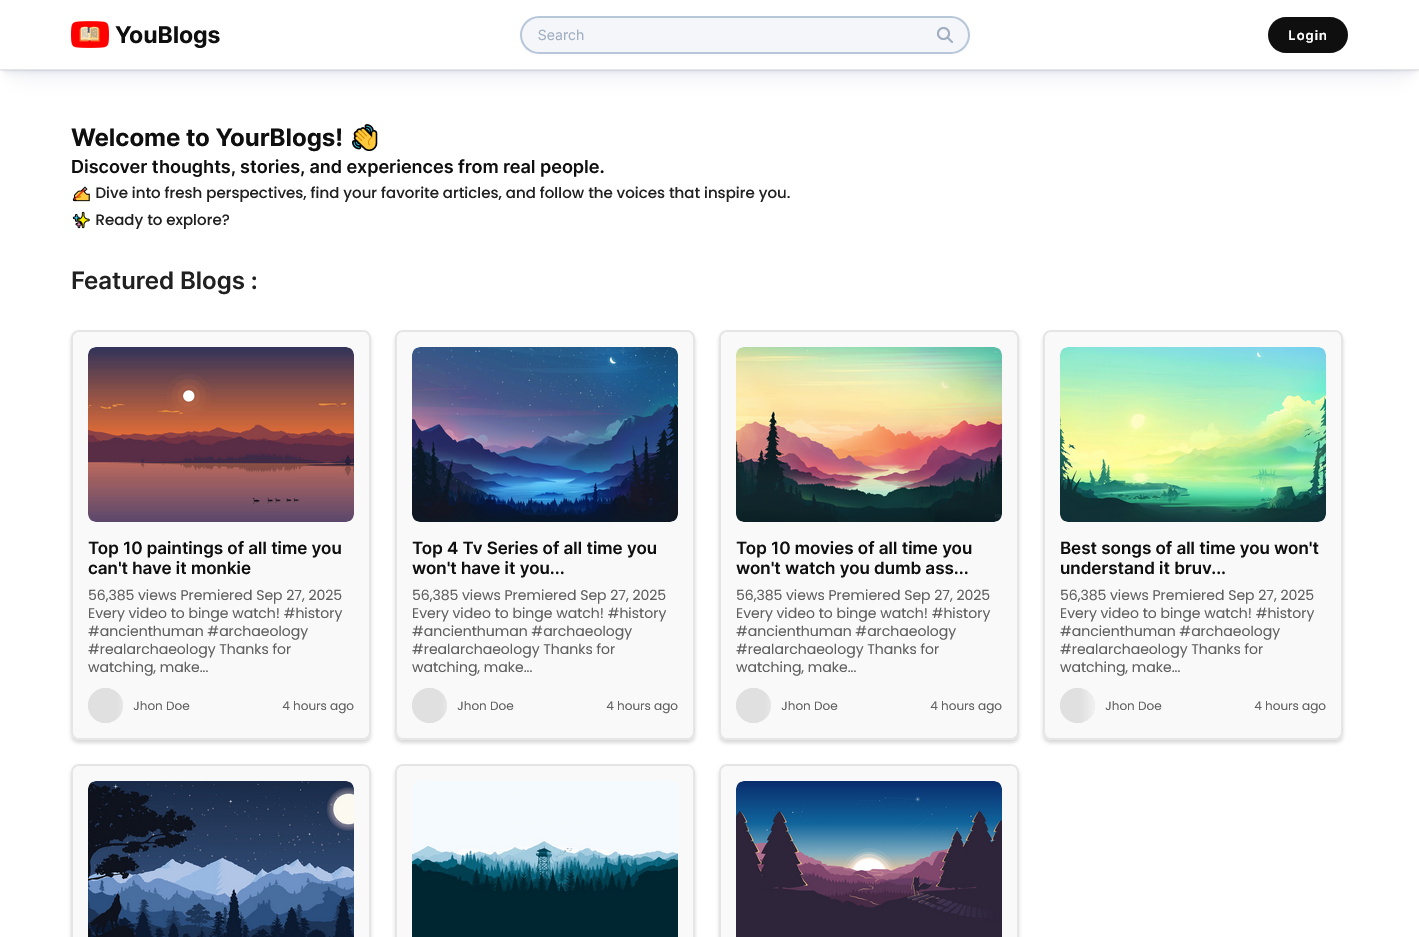 YouBlogs
Search
Login
Welcome to YourBlogs! 👋
Discover thoughts, stories, and experiences from real people.
✍️ Dive into fresh perspectives, find your favorite articles, and follow the voices that inspire you.
✨ Ready to explore?
Featured Blogs :
Top 10 paintings of all time you
can't have it monkie
56,385 views Premiered Sep 27, 2025
Every video to binge watch! #history
#ancienthuman #archaeology
#realarchaeology Thanks for
watching, make...
Jhon Doe
4 hours ago
Top 4 Tv Series of all time you
won't have it you...
56,385 views Premiered Sep 27, 2025
Every video to binge watch! #history
#ancienthuman #archaeology
#realarchaeology Thanks for
watching, make...
Jhon Doe
4 hours ago
Top 10 movies of all time you
won't watch you dumb ass...
56,385 views Premiered Sep 27, 2025
Every video to binge watch! #history
#ancienthuman #archaeology
#realarchaeology Thanks for
watching, make...
Jhon Doe
4 hours ago
Best songs of all time you won't
understand it bruv...
56,385 views Premiered Sep 27, 2025
Every video to binge watch! #history
#ancienthuman #archaeology
#realarchaeology Thanks for
watching, make...
Jhon Doe
4 hours ago